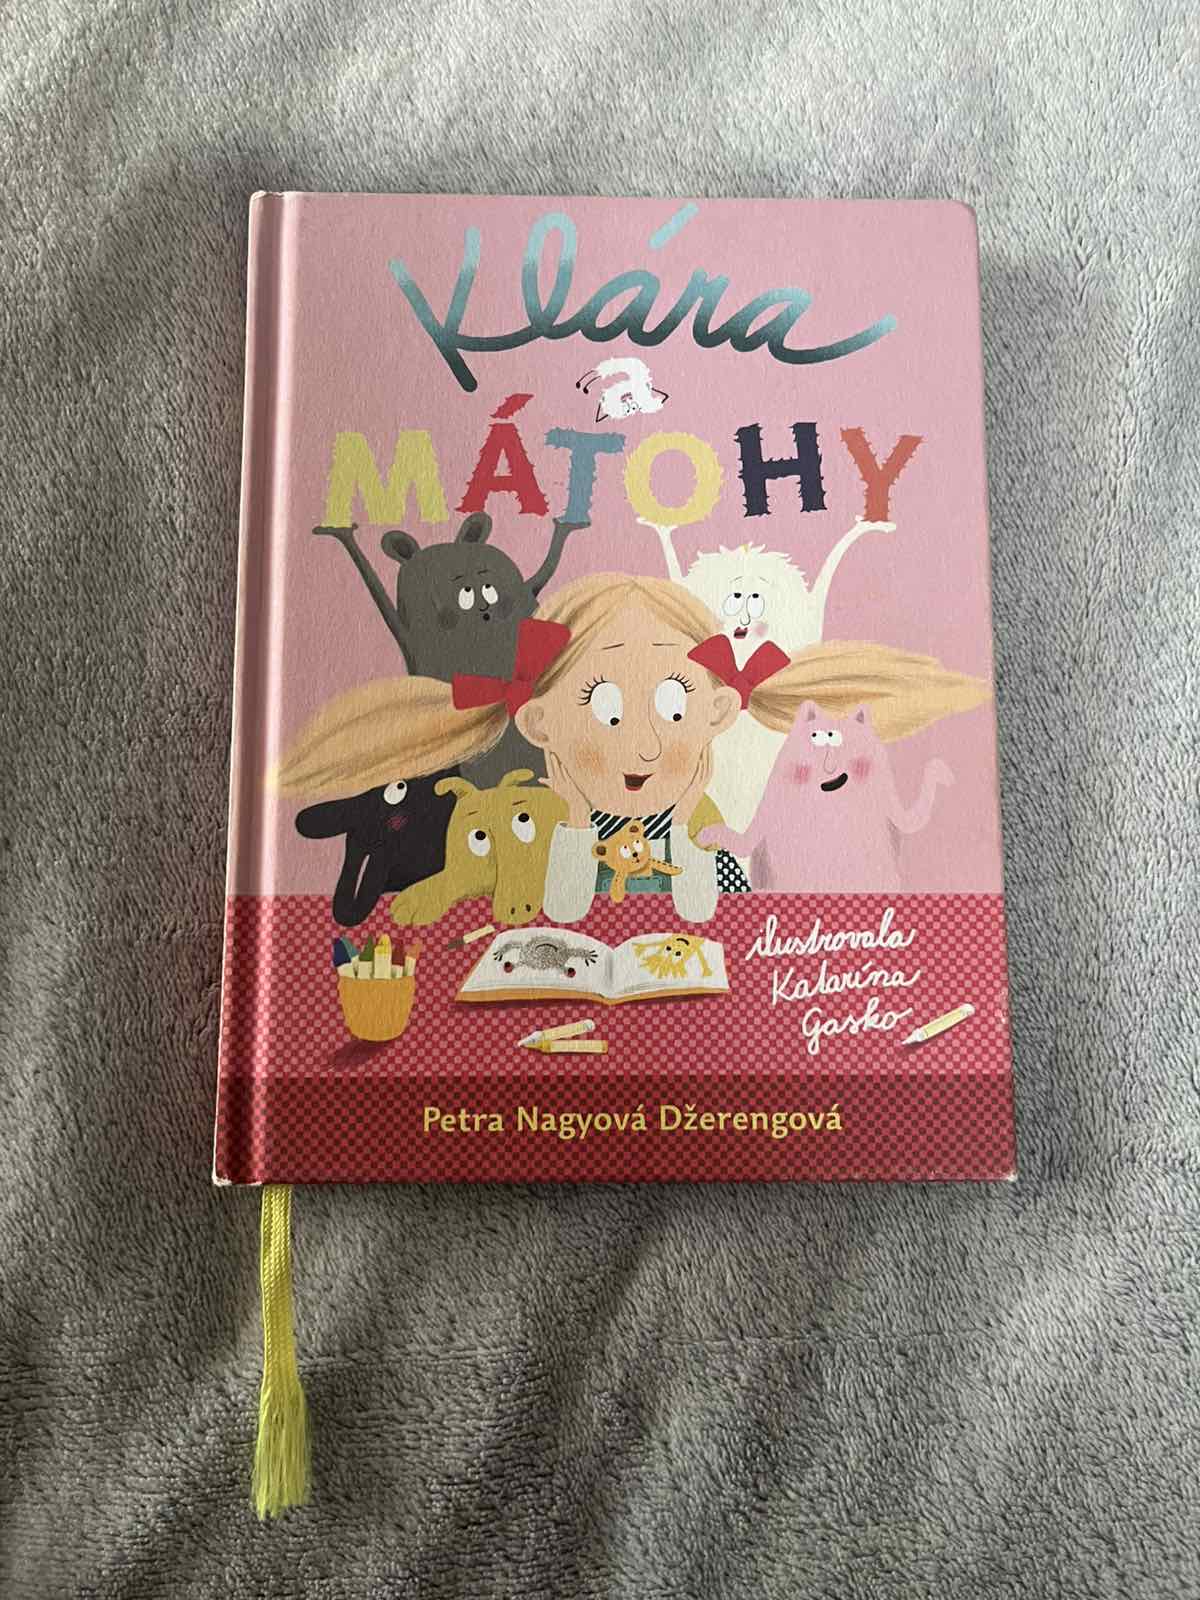 Klára
a
MÁTOHY
ilustrovala
Katarína
Gasko
Petra Nagyová Džerengová